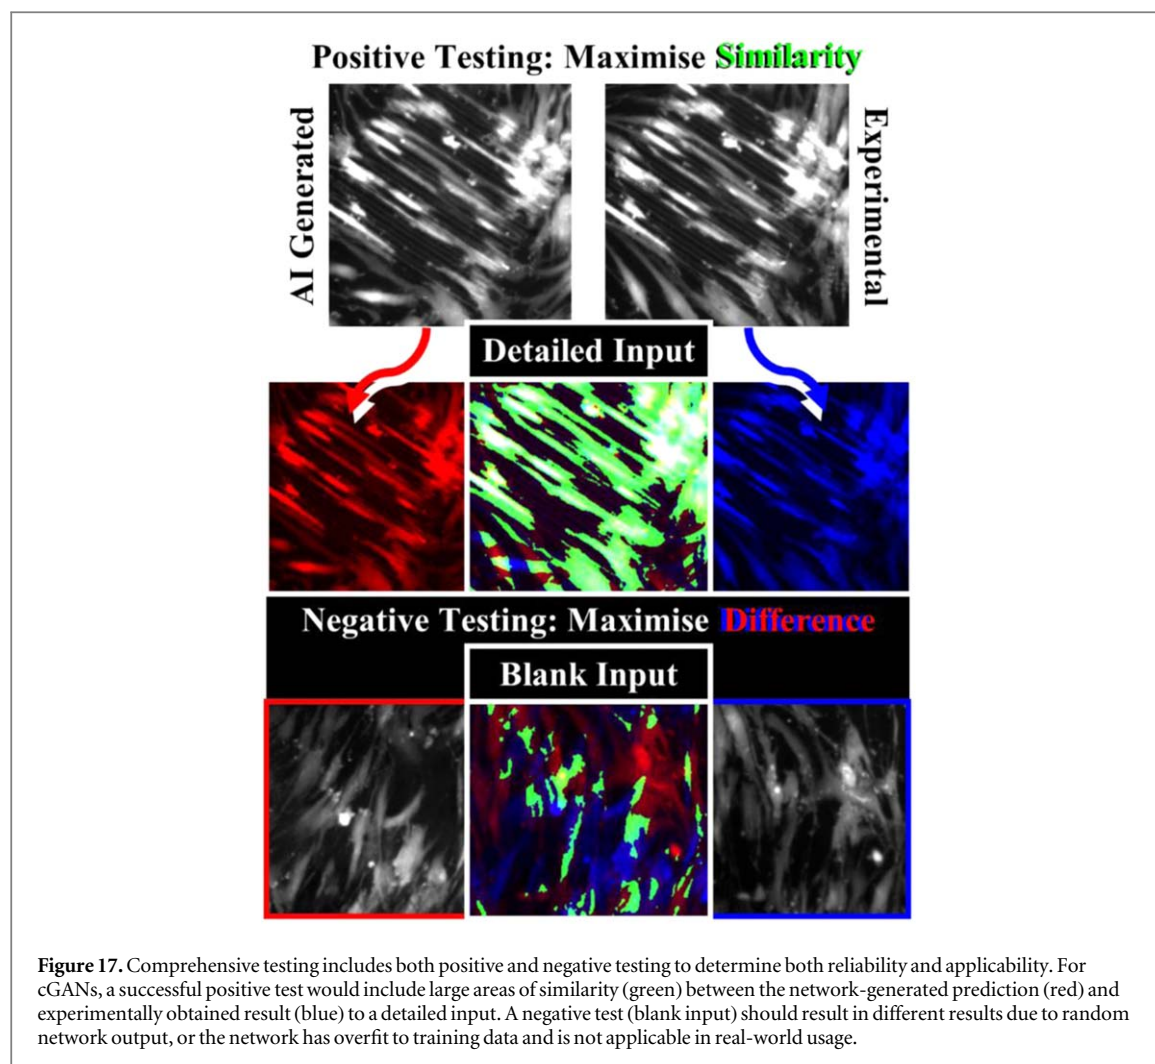 Positive Testing: Maximise Similarity
AI Generated
Experimental
Detailed Input
Negative Testing: Maximise Difference
Blank Input
Figure 17. Comprehensive testing includes both positive and negative testing to determine both reliability and applicability. For
cGANs, a successful positive test would include large areas of similarity (green) between the network-generated prediction (red) and
experimentally obtained result (blue) to a detailed input. A negative test (blank input) should result in different results due to random
network output, or the network has overfit to training data and is not applicable in real-world usage.